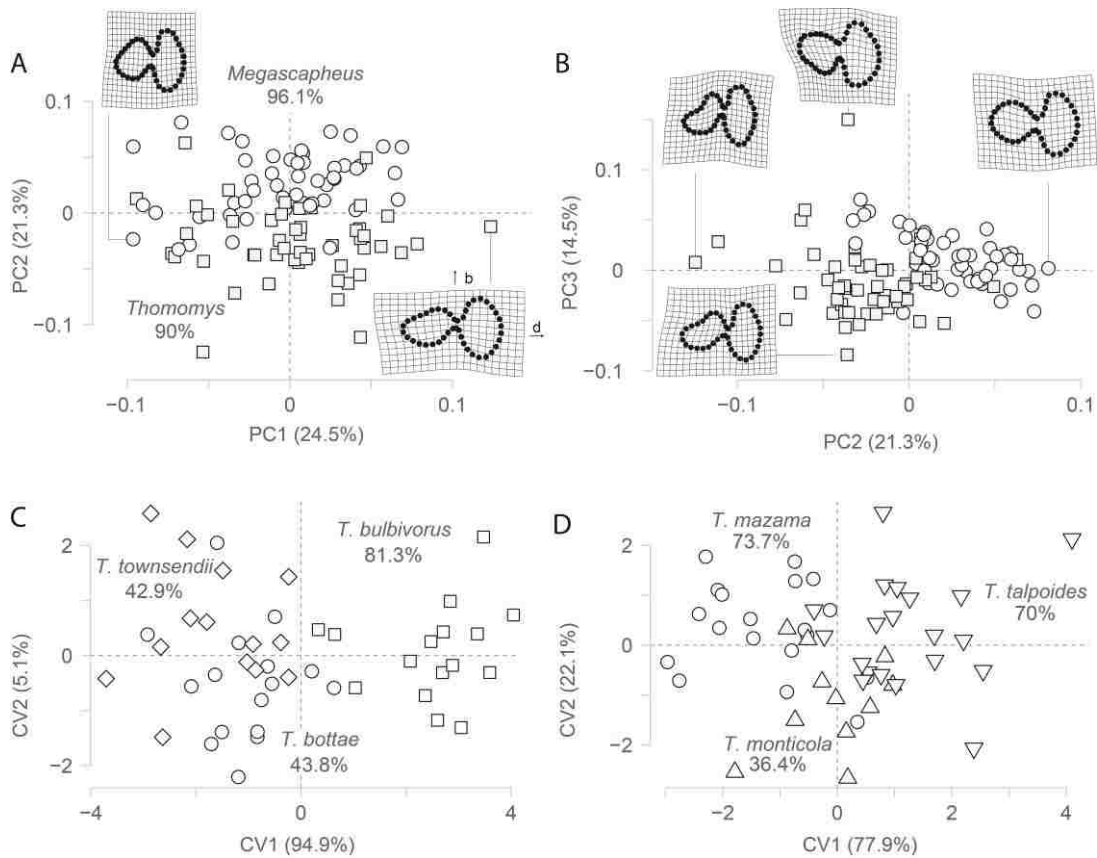 A
Megascapheus
96.1%
0.1
PC2 (21.3%)
0
b
d
Thomomys
90%
−0.1
−0.1
0
0.1
PC1 (24.5%)
B
0.1
PC3 (14.5%)
0
−0.1
−0.1
0
0.1
PC2 (21.3%)
C
T. bulbivorus
81.3%
2
T. townsendii
42.9%
CV2 (5.1%)
0
T. bottae
43.8%
−2
−4
−2
0
2
4
CV1 (94.9%)
D
T. mazama
73.7%
2
T. talpoides
70%
CV2 (22.1%)
0
T. monticola
36.4%
−2
−2
0
2
4
CV1 (77.9%)